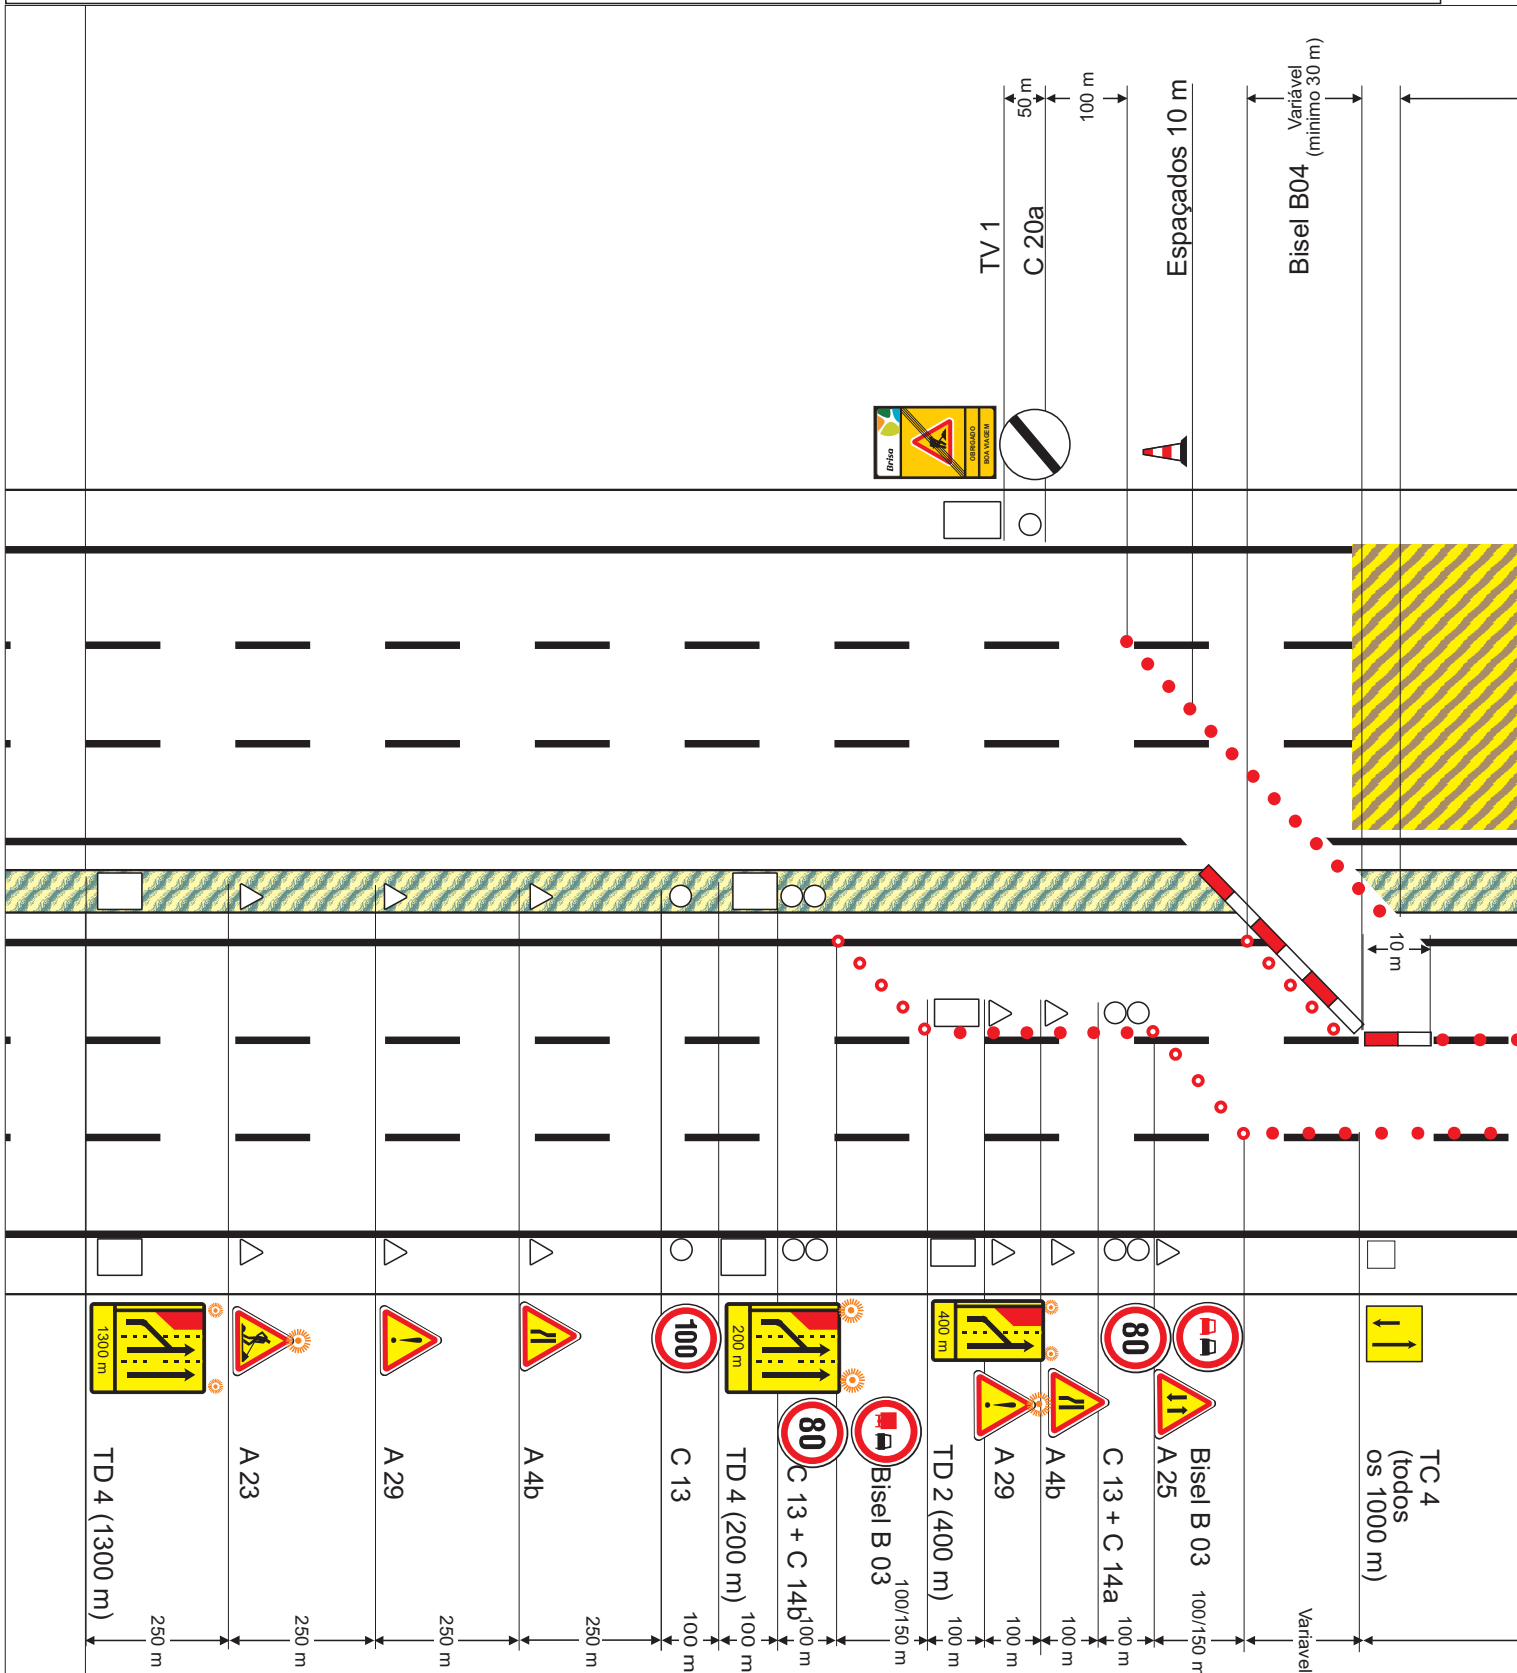 50 m
100 m
Variável
(minimo 30 m)
TV 1
C 20a
Espaçados 10 m
Bisel B04
Brisa
OBRIGADO
BOA VIAGEM
10 m
1300 m
100
200 m
80
400 m
80
TD 4 (1300 m)
A 23
A 29
A 4b
C 13
TD 4 (200 m)
C 13 + C 14b
Bisel B 03
TD 2 (400 m)
A 29
A 4b
C 13 + C 14a
A 25
Bisel B 03
TC 4
(todos
os 1000 m)
250 m
250 m
250 m
250 m
100 m
100 m
100 m
100/150 m
100 m
100 m
100 m
100 m
100/150 m
Variavel